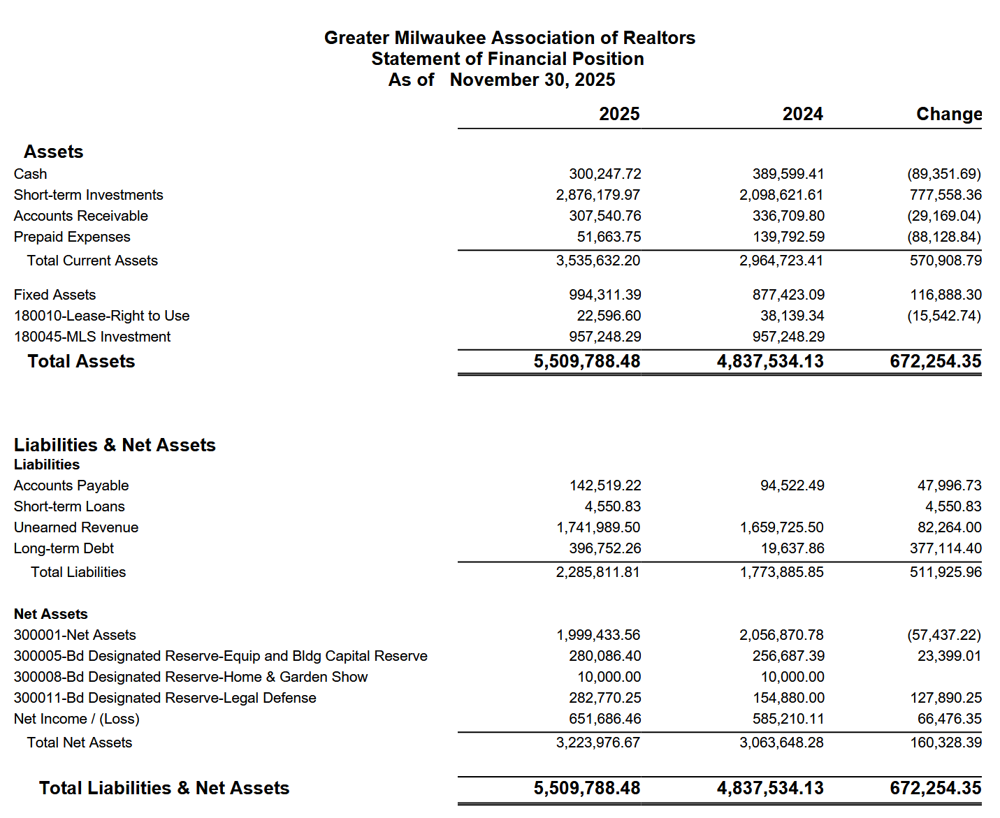 Greater Milwaukee Association of Realtors
Statement of Financial Position
As of November 30, 2025
2025 2024 Change
Assets
Cash 300,247.72 389,599.41 (89,351.69)
Short-term Investments 2,876,179.97 2,098,621.61 777,558.36
Accounts Receivable 307,540.76 336,709.80 (29,169.04)
Prepaid Expenses 51,663.75 139,792.59 (88,128.84)
Total Current Assets 3,535,632.20 2,964,723.41 570,908.79
Fixed Assets 994,311.39 877,423.09 116,888.30
180010-Lease-Right to Use 22,596.60 38,139.34 (15,542.74)
180045-MLS Investment 957,248.29 957,248.29
Total Assets 5,509,788.48 4,837,534.13 672,254.35
Liabilities & Net Assets
Liabilities
Accounts Payable 142,519.22 94,522.49 47,996.73
Short-term Loans 4,550.83 4,550.83
Unearned Revenue 1,741,989.50 1,659,725.50 82,264.00
Long-term Debt 396,752.26 19,637.86 377,114.40
Total Liabilities 2,285,811.81 1,773,885.85 511,925.96
Net Assets
300001-Net Assets 1,999,433.56 2,056,870.78 (57,437.22)
300005-Bd Designated Reserve-Equip and Bldg Capital Reserve 280,086.40 256,687.39 23,399.01
300008-Bd Designated Reserve-Home & Garden Show 10,000.00 10,000.00
300011-Bd Designated Reserve-Legal Defense 282,770.25 154,880.00 127,890.25
Net Income / (Loss) 651,686.46 585,210.11 66,476.35
Total Net Assets 3,223,976.67 3,063,648.28 160,328.39
Total Liabilities & Net Assets 5,509,788.48 4,837,534.13 672,254.35